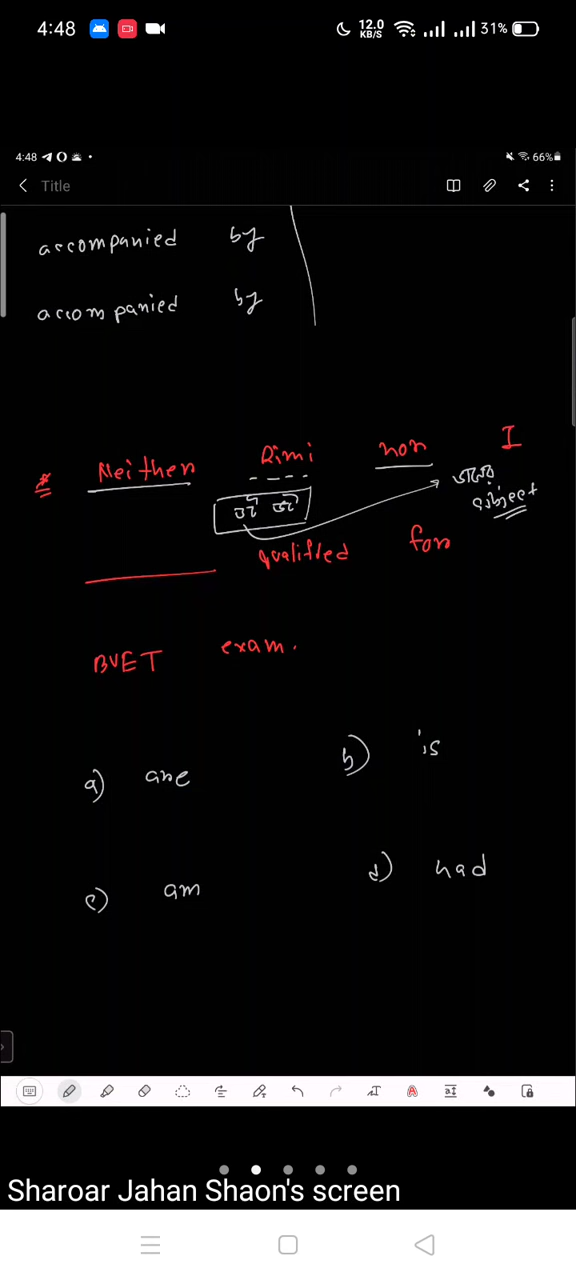 4:48 12.0 KB/S 31%
4:48 66%
Title
accompanied by
accompanied by
* Neither Rimi nor I
subject
qualified for
BUET exam.
a) are b) is
c) am d) had
Sharoar Jahan Shaon's screen